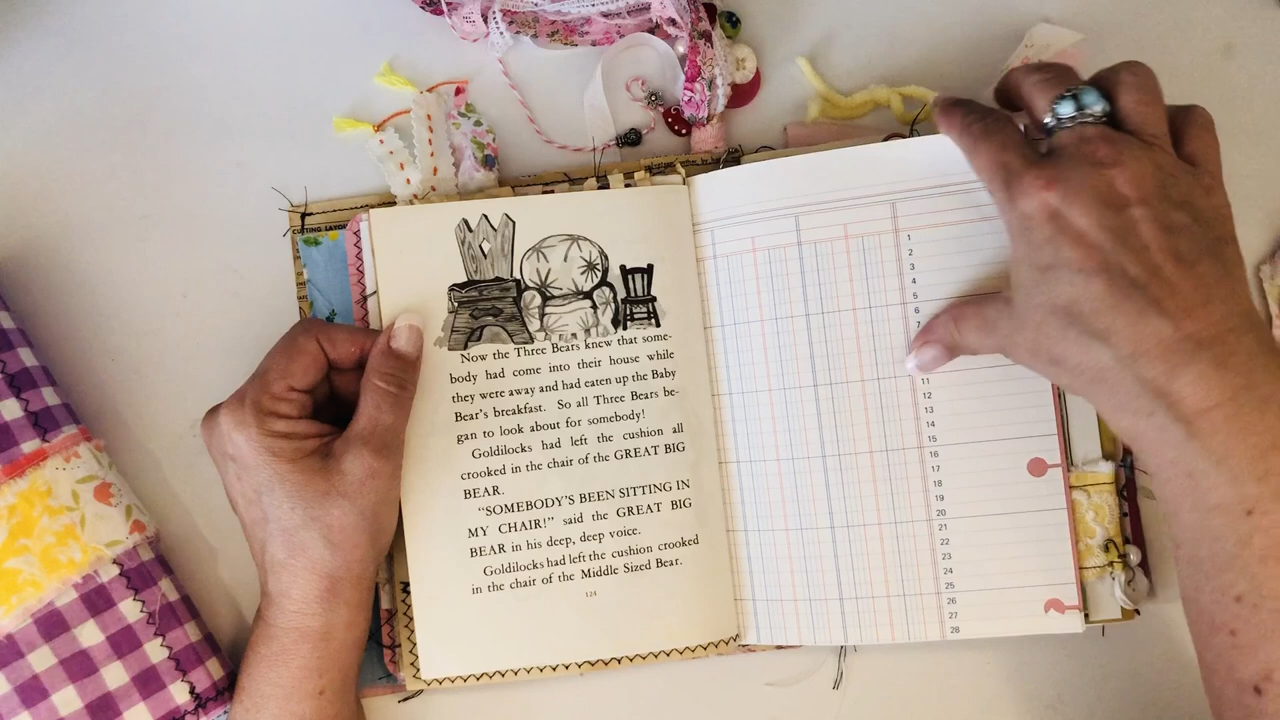 CUTTING LAYOU
Now the Three Bears knew that some-
body had come into their house while
they were away and had eaten up the Baby
Bear's breakfast. So all Three Bears be-
gan to look about for somebody!
Goldilocks had left the cushion all
crooked in the chair of the GREAT BIG
BEAR.
"SOMEBODY'S BEEN SITTING IN
MY CHAIR!" said the GREAT BIG
BEAR in his deep, deep voice.
Goldilocks had left the cushion crooked
in the chair of the Middle Sized Bear.
124
1
2
3
4
5
6
7
11
12
13
14
15
16
17
18
19
20
21
22
23
24
25
26
27
28